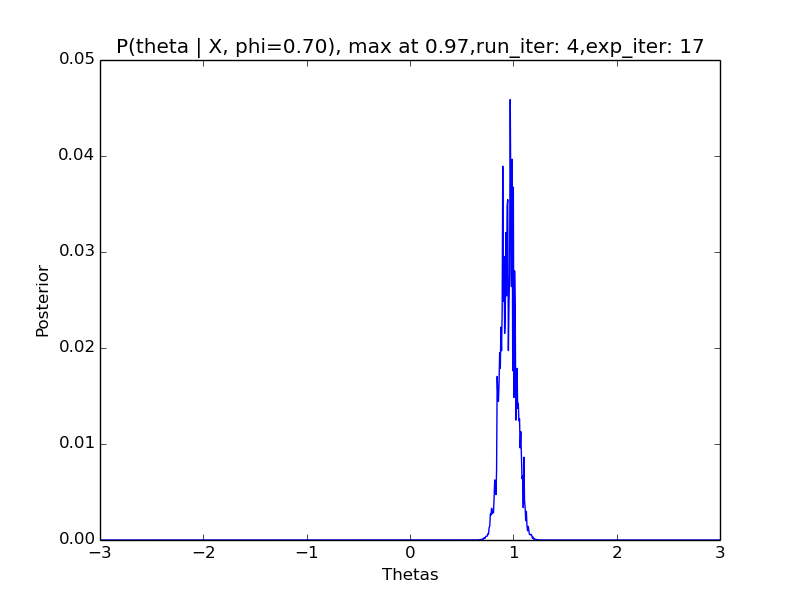 P(theta | X, phi=0.70), max at 0.97,run_iter: 4,exp_iter: 17
0.05
0.04
0.03
0.02
0.01
0.00
Posterior
−3 −2 −1 0 1 2 3
Thetas